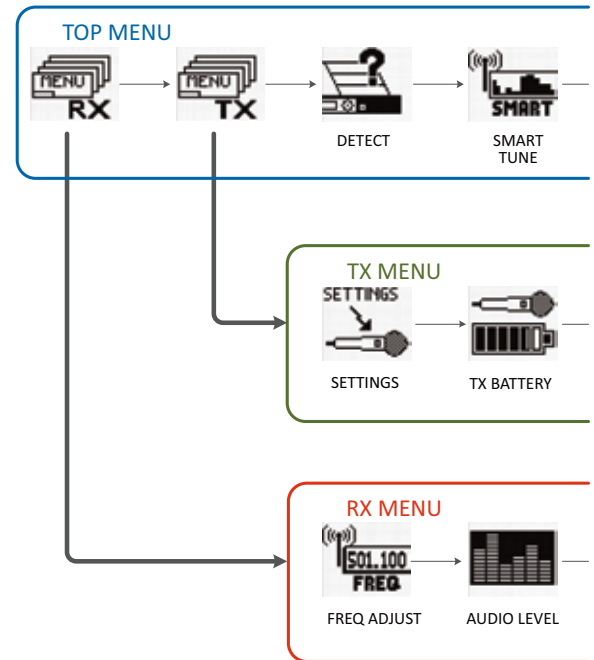 TOP MENU
MENU
RX
MENU
TX
SMART
DETECT
SMART
TUNE
TX MENU
SETTINGS
SETTINGS
TX BATTERY
RX MENU
501.100
FREQ
FREQ ADJUST
AUDIO LEVEL